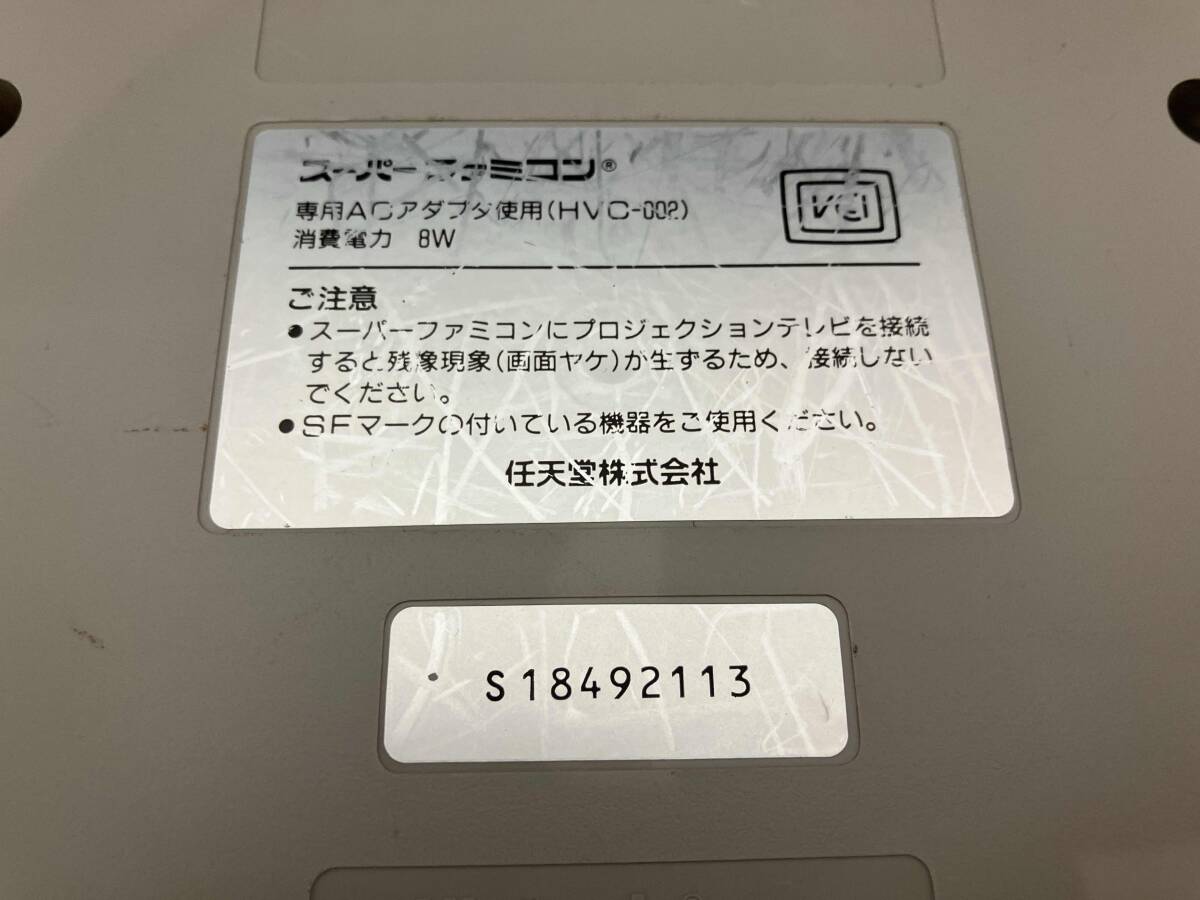 スーパーファミコン®
専用ACアダプタ使用(HVC-002)
消費電力 8W
VCI
ご注意
●スーパーファミコンにプロジェクションテレビを接続
すると残像現象(画面ヤケ)が生ずるため、接続しない
でください。
●SFマークの付いている機器をご使用ください。
任天堂株式会社
S18492113